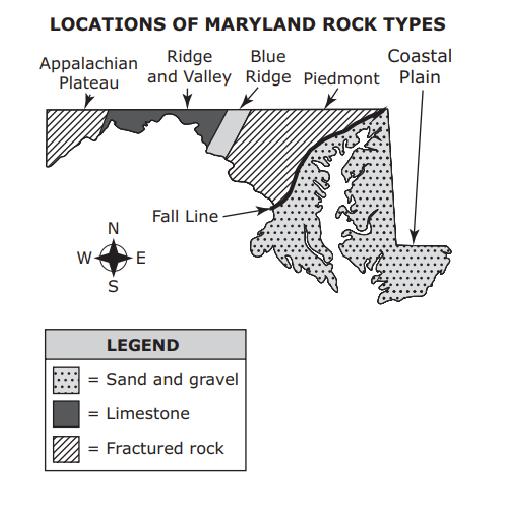 LOCATIONS OF MARYLAND ROCK TYPES
Appalachian
Plateau
Ridge
and Valley
Blue
Ridge
Piedmont
Coastal
Plain
Fall Line
N
W
E
S
LEGEND
= Sand and gravel
= Limestone
= Fractured rock